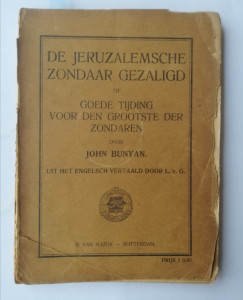 DE JERUZALEMSCHE
ZONDAAR GEZALIGD
OF
GOEDE TIJDING
VOOR DEN GROOTSTE DER
ZONDAREN
DOOR
JOHN BUNYAN.
UIT HET ENGELSCH VERTAALD DOOR L. v. G.
ROTTERDAM
PRIJS